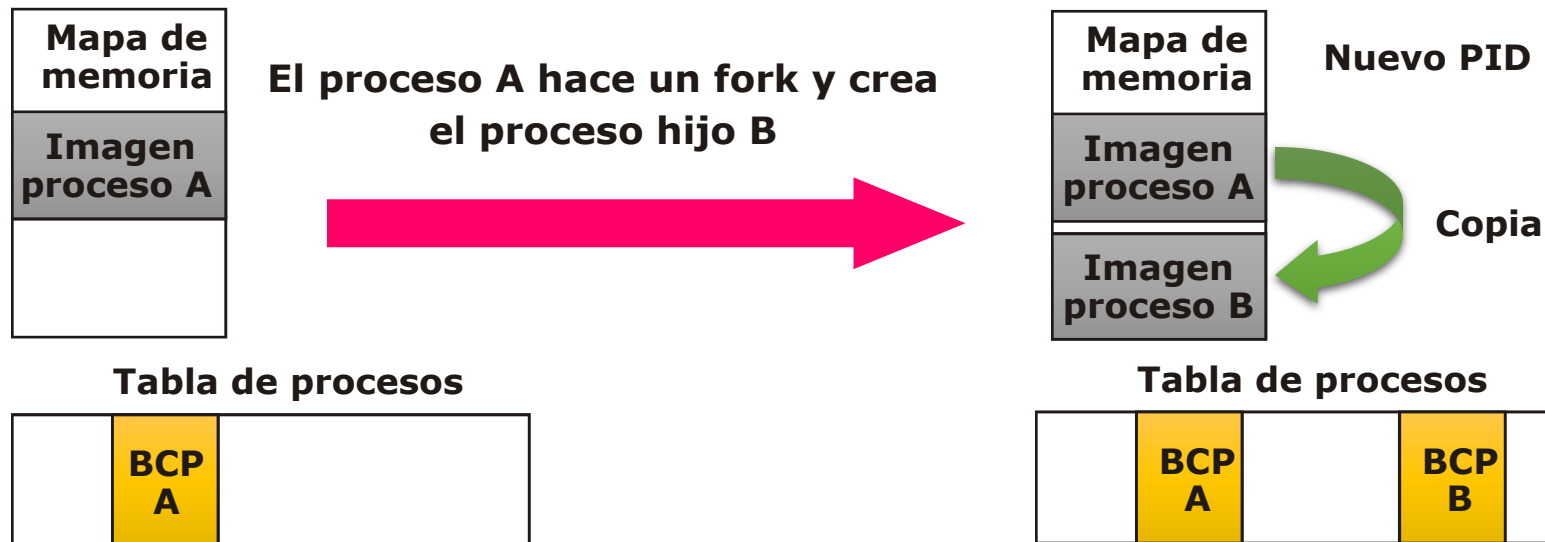 Mapa de
memoria
Imagen
proceso A
El proceso A hace un fork y crea
el proceso hijo B
Mapa de
memoria
Nuevo PID
Imagen
proceso A
Copia
Imagen
proceso B
Tabla de procesos
BCP
A
Tabla de procesos
BCP
A
BCP
B